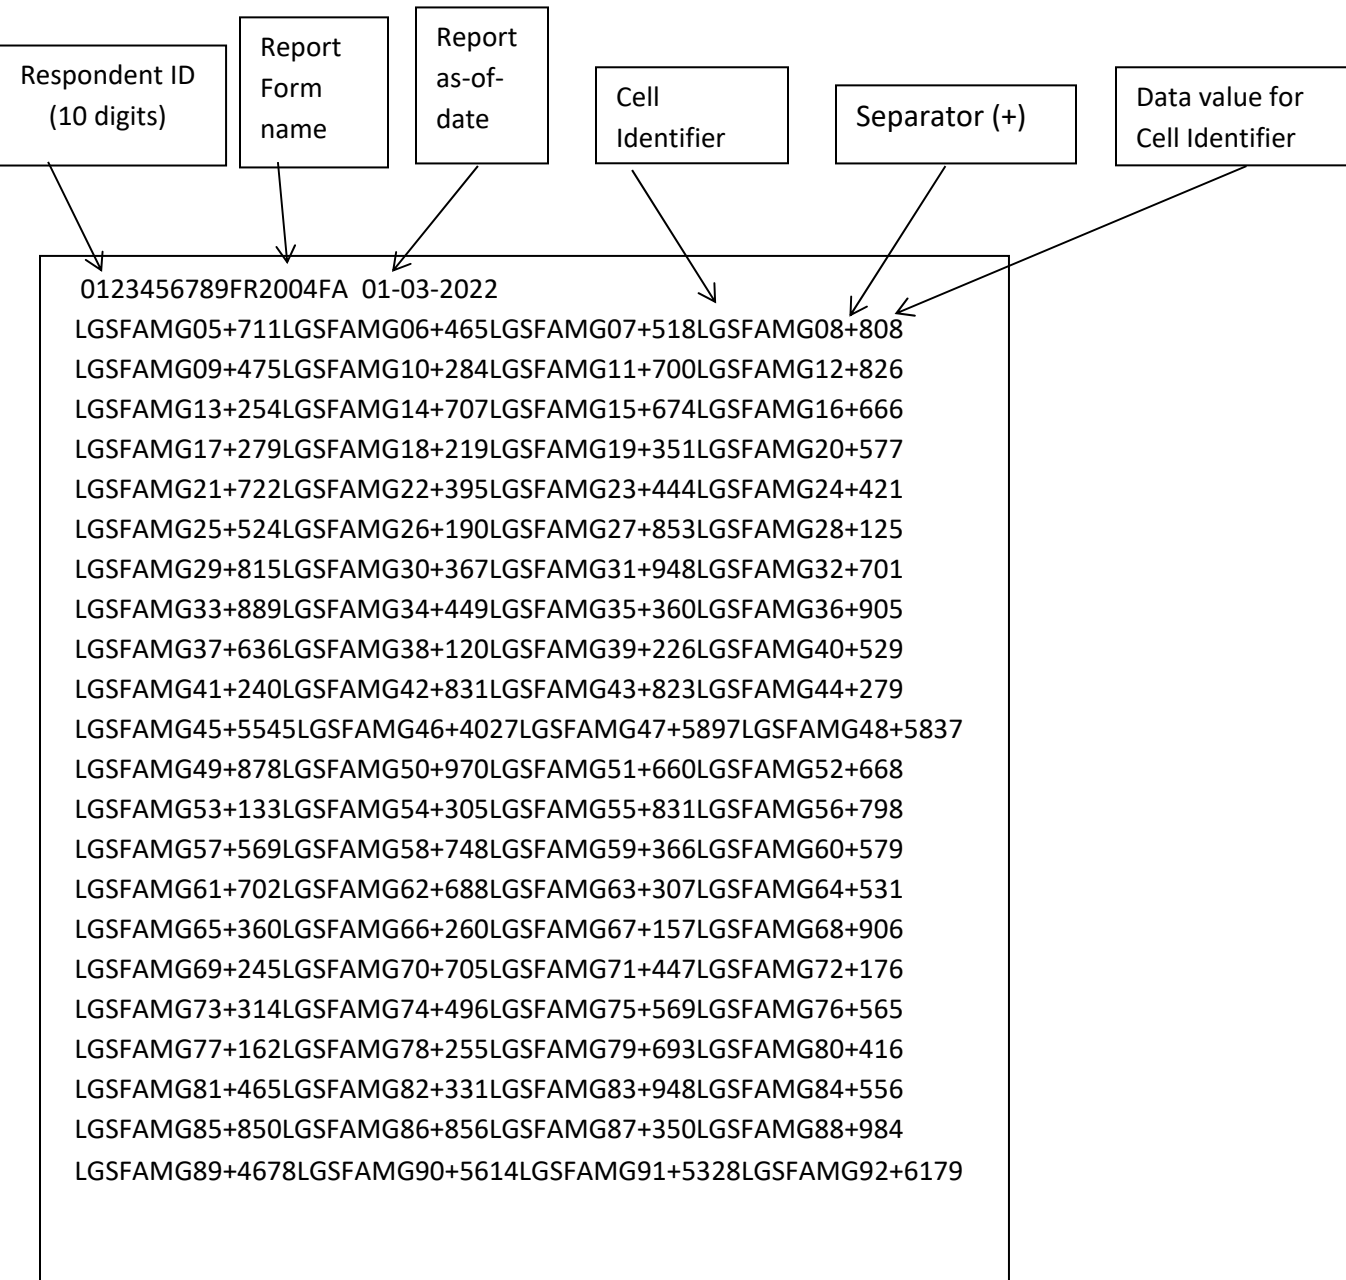 Respondent ID
(10 digits)
Report
Form
name
Report
as-of-
date
Cell
Identifier
Separator (+)
Data value for
Cell Identifier
0123456789FR2004FA 01-03-2022
LGSFAMG05+711LGSFAMG06+465LGSFAMG07+518LGSFAMG08+808
LGSFAMG09+475LGSFAMG10+284LGSFAMG11+700LGSFAMG12+826
LGSFAMG13+254LGSFAMG14+707LGSFAMG15+674LGSFAMG16+666
LGSFAMG17+279LGSFAMG18+219LGSFAMG19+351LGSFAMG20+577
LGSFAMG21+722LGSFAMG22+395LGSFAMG23+444LGSFAMG24+421
LGSFAMG25+524LGSFAMG26+190LGSFAMG27+853LGSFAMG28+125
LGSFAMG29+815LGSFAMG30+367LGSFAMG31+948LGSFAMG32+701
LGSFAMG33+889LGSFAMG34+449LGSFAMG35+360LGSFAMG36+905
LGSFAMG37+636LGSFAMG38+120LGSFAMG39+226LGSFAMG40+529
LGSFAMG41+240LGSFAMG42+831LGSFAMG43+823LGSFAMG44+279
LGSFAMG45+5545LGSFAMG46+4027LGSFAMG47+5897LGSFAMG48+5837
LGSFAMG49+878LGSFAMG50+970LGSFAMG51+660LGSFAMG52+668
LGSFAMG53+133LGSFAMG54+305LGSFAMG55+831LGSFAMG56+798
LGSFAMG57+569LGSFAMG58+748LGSFAMG59+366LGSFAMG60+579
LGSFAMG61+702LGSFAMG62+688LGSFAMG63+307LGSFAMG64+531
LGSFAMG65+360LGSFAMG66+260LGSFAMG67+157LGSFAMG68+906
LGSFAMG69+245LGSFAMG70+705LGSFAMG71+447LGSFAMG72+176
LGSFAMG73+314LGSFAMG74+496LGSFAMG75+569LGSFAMG76+565
LGSFAMG77+162LGSFAMG78+255LGSFAMG79+693LGSFAMG80+416
LGSFAMG81+465LGSFAMG82+331LGSFAMG83+948LGSFAMG84+556
LGSFAMG85+850LGSFAMG86+856LGSFAMG87+350LGSFAMG88+984
LGSFAMG89+4678LGSFAMG90+5614LGSFAMG91+5328LGSFAMG92+6179